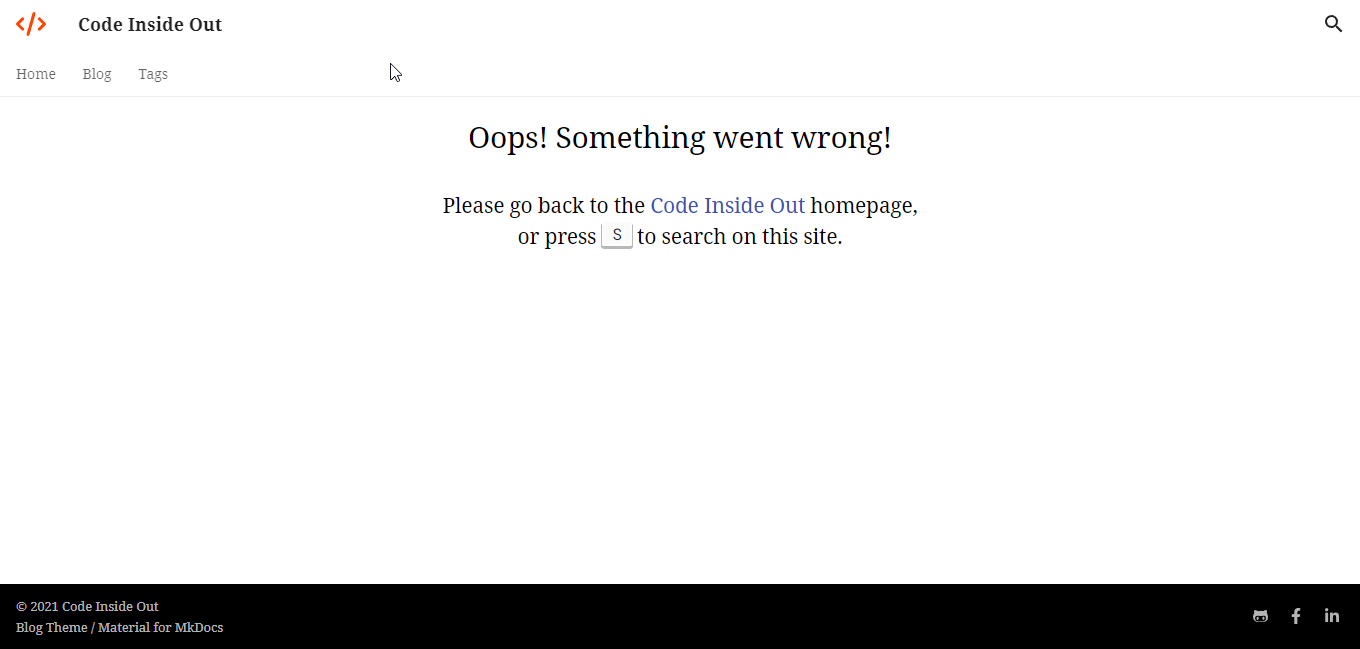 </> Code Inside Out
Home Blog Tags
Oops! Something went wrong!
Please go back to the Code Inside Out homepage,
or press S to search on this site.
© 2021 Code Inside Out
Blog Theme / Material for MkDocs